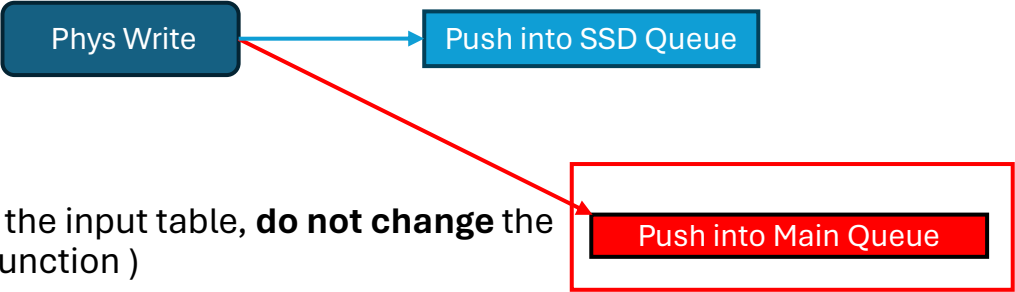 Phys Write
Push into SSD Queue
the input table, do not change the
Push into Main Queue
unction )